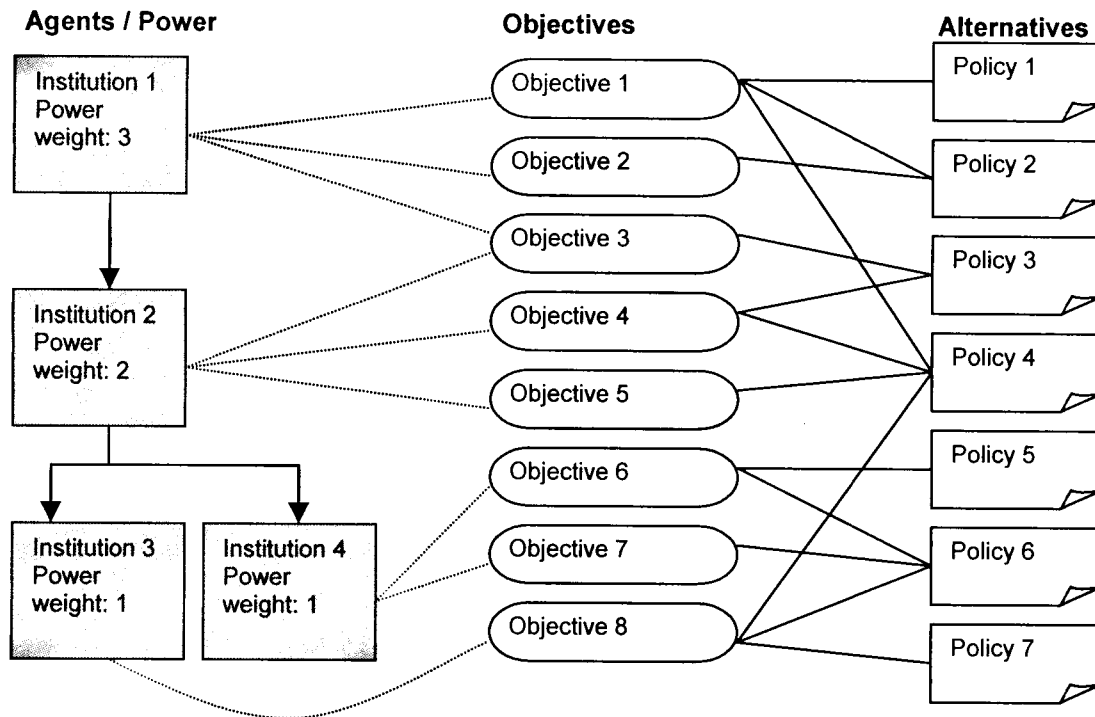 Agents / Power
Objectives
Alternatives
Institution 1
Power
weight: 3
Institution 2
Power
weight: 2
Institution 3
Power
weight: 1
Institution 4
Power
weight: 1
Objective 1
Objective 2
Objective 3
Objective 4
Objective 5
Objective 6
Objective 7
Objective 8
Policy 1
Policy 2
Policy 3
Policy 4
Policy 5
Policy 6
Policy 7